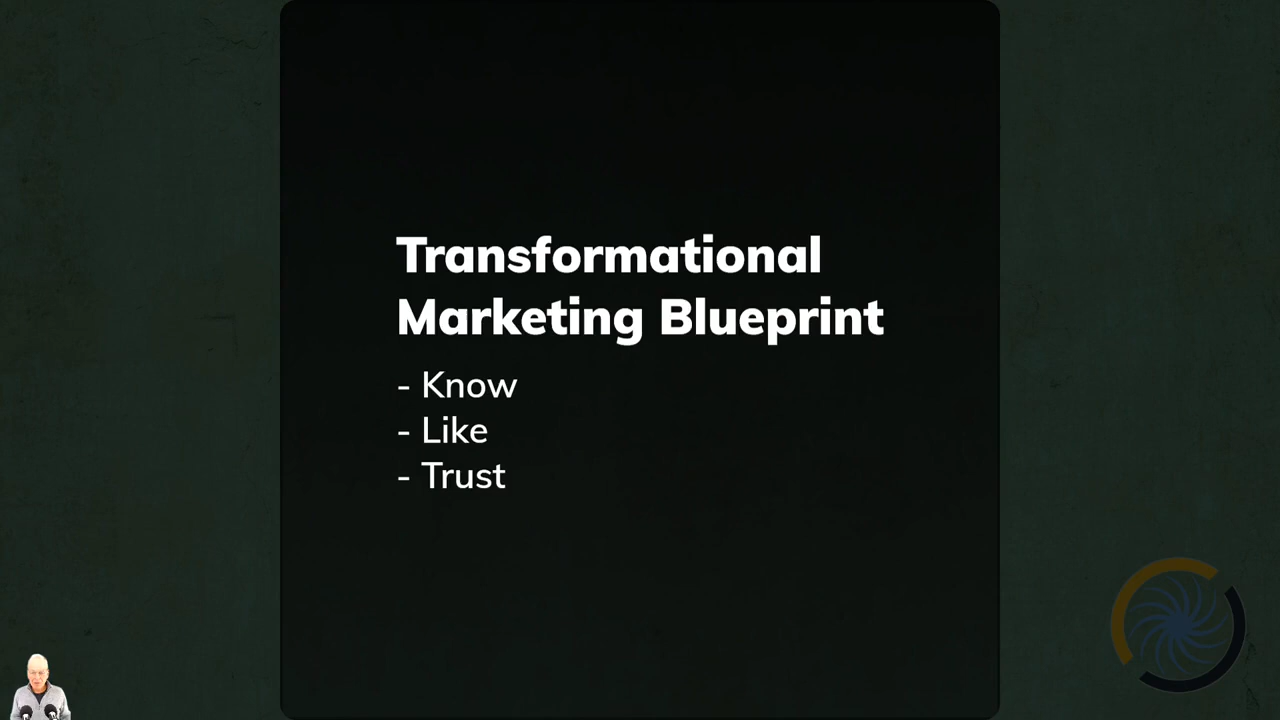 Transformational
Marketing Blueprint
- Know
- Like
- Trust